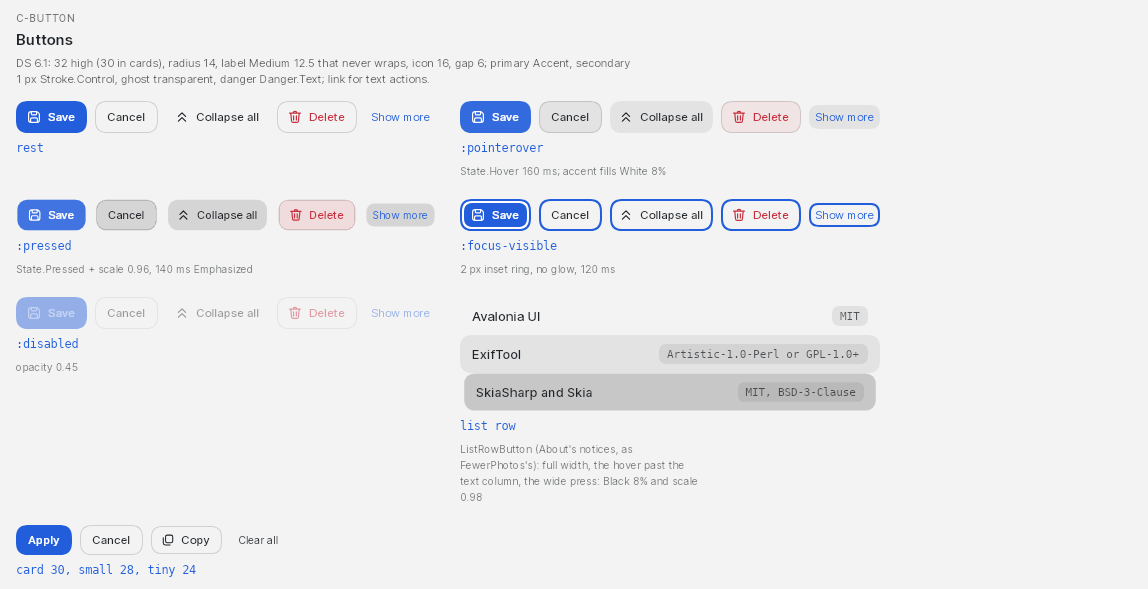 C-BUTTON
Buttons
DS 6.1: 32 high (30 in cards), radius 14, label Medium 12.5 that never wraps, icon 16, gap 6; primary Accent, secondary
1 px Stroke.Control, ghost transparent, danger Danger.Text; link for text actions.
Save Cancel Collapse all Delete Show more
rest
Save Cancel Collapse all Delete Show more
:pointerover
State.Hover 160 ms; accent fills White 8%
Save Cancel Collapse all Delete Show more
:pressed
State.Pressed + scale 0.96, 140 ms Emphasized
Save Cancel Collapse all Delete Show more
:focus-visible
2 px inset ring, no glow, 120 ms
Save Cancel Collapse all Delete Show more
:disabled
opacity 0.45
Avalonia UI MIT
ExifTool Artistic-1.0-Perl or GPL-1.0+
SkiaSharp and Skia MIT, BSD-3-Clause
list row
ListRowButton (About's notices, as
FewerPhotos's): full width, the hover past the
text column, the wide press: Black 8% and scale
0.98
Apply Cancel Copy Clear all
card 30, small 28, tiny 24